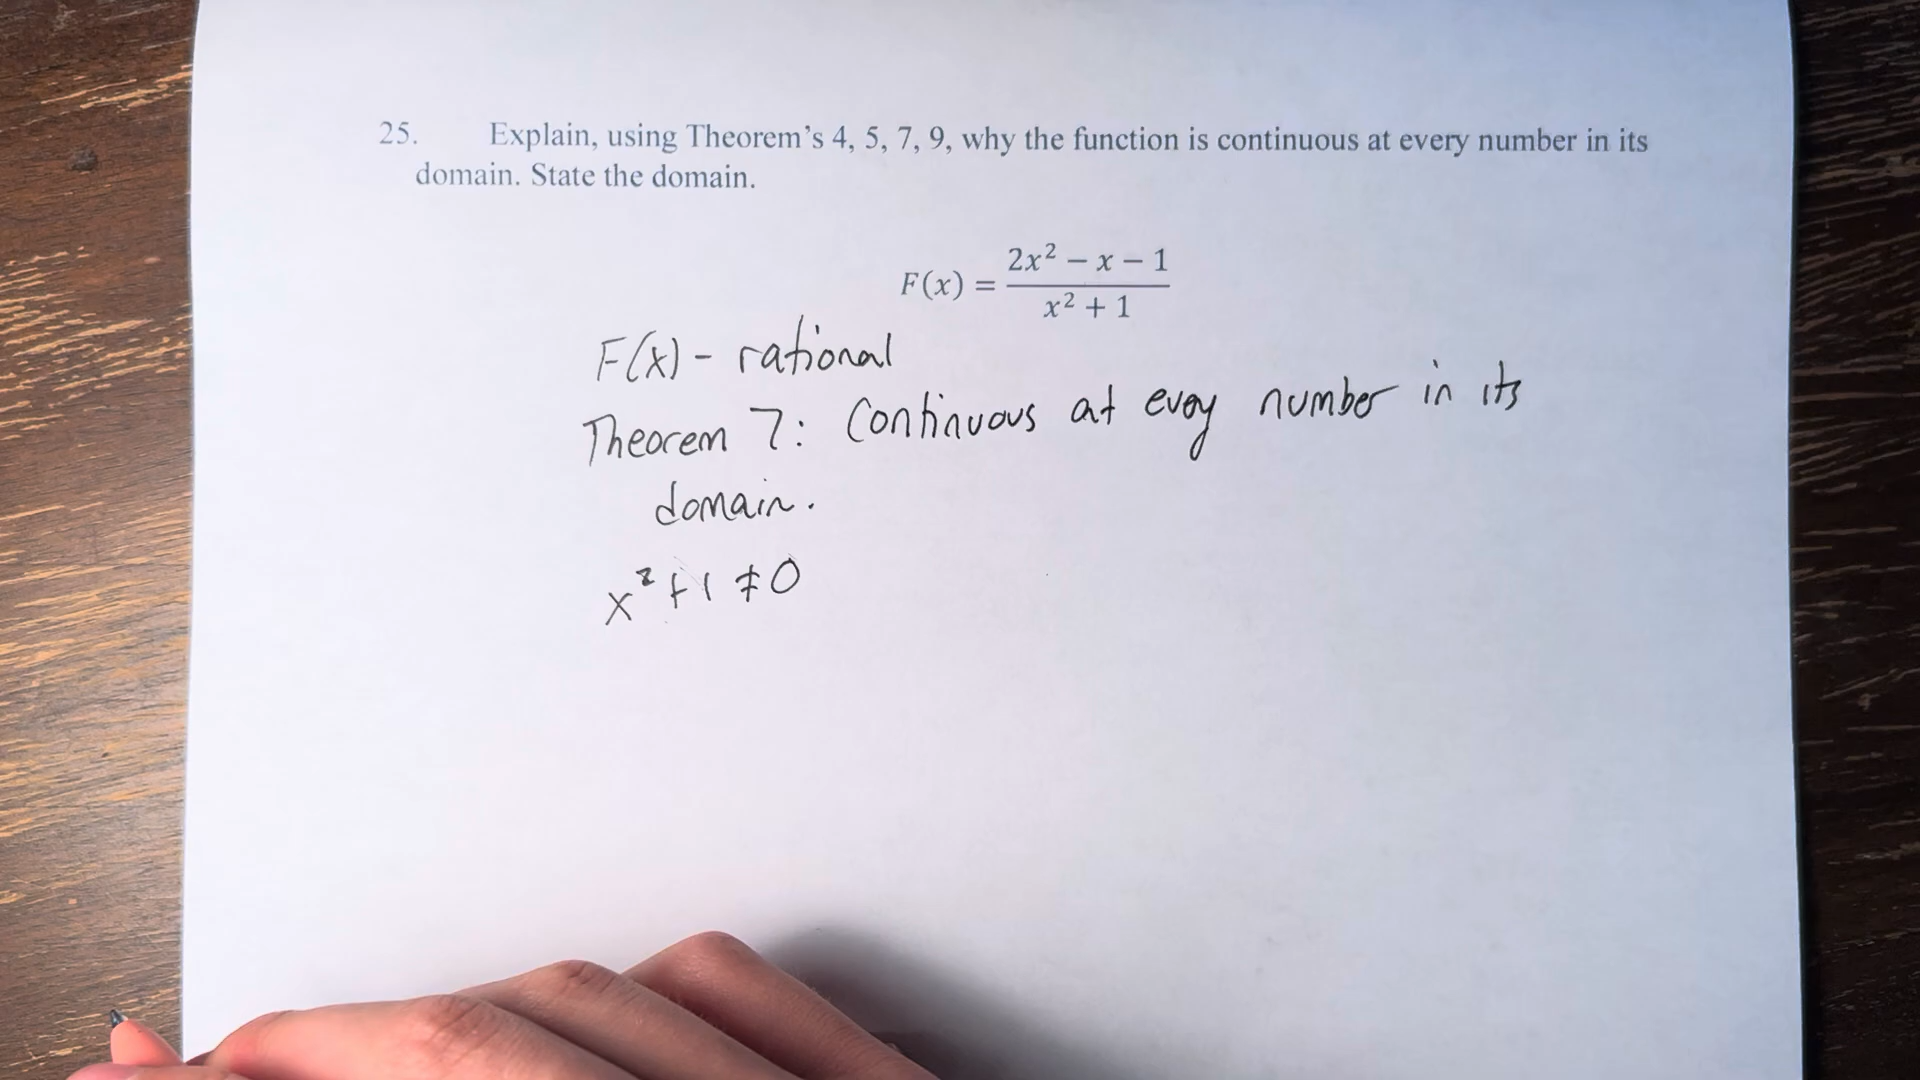 25. Explain, using Theorem’s 4, 5, 7, 9, why the function is continuous at every number in its
domain. State the domain.
F(x) = (2x² − x − 1)/(x² + 1)
F(x) - rational
Theorem 7: Continuous at evey number in its
domain.
x² + 1 ≠ 0